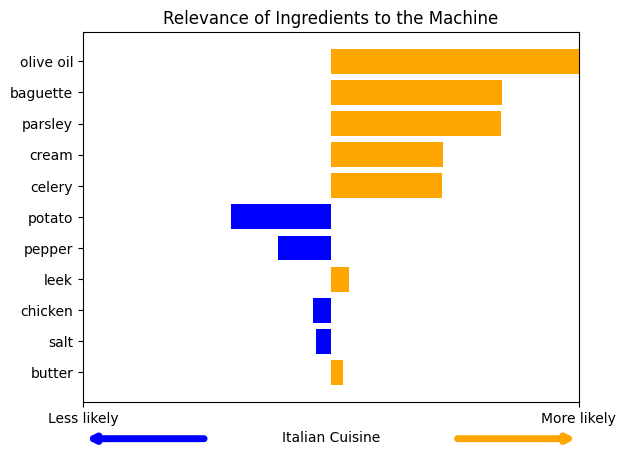 Relevance of Ingredients to the Machine
olive oil
baguette
parsley
cream
celery
potato
pepper
leek
chicken
salt
butter
Less likely
More likely
Italian Cuisine